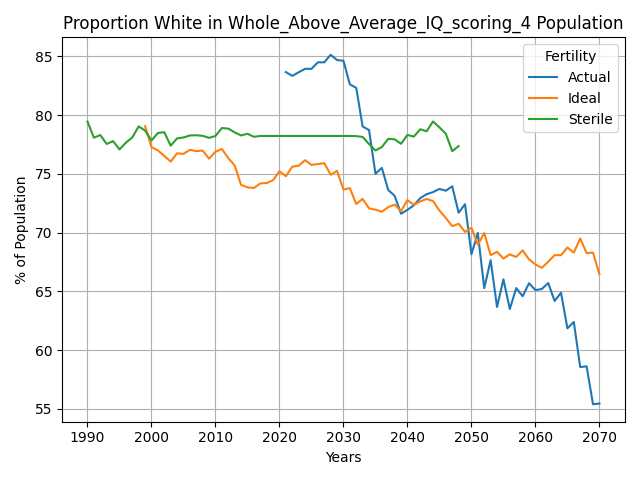 Proportion White in Whole_Above_Average_IQ_scoring_4 Population
Fertility
Actual
Ideal
Sterile
% of Population
85
80
75
70
65
60
55
1990
2000
2010
2020
2030
2040
2050
2060
2070
Years